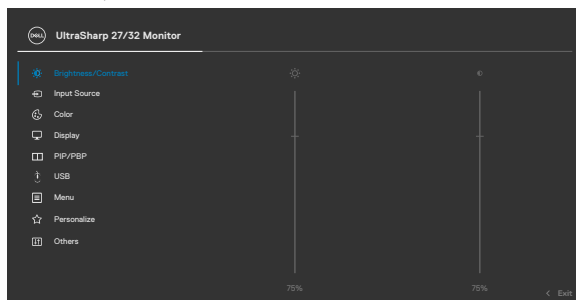 DELL
UltraSharp 27/32 Monitor
Brightness/Contrast
Input Source
Color
Display
PIP/PBP
USB
Menu
Personalize
Others
75%
75%
< Exit